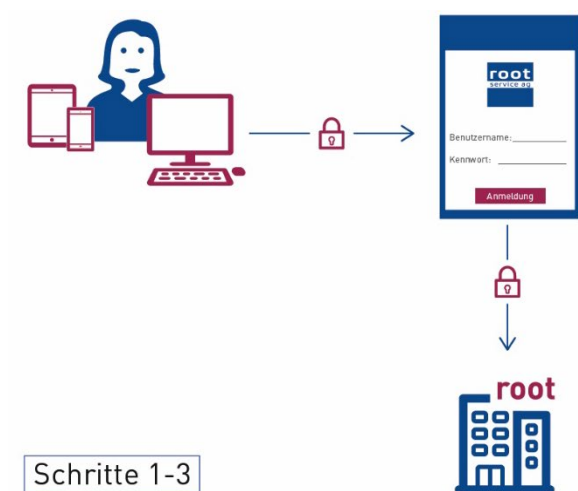 root
service ag
Benutzername:
Kennwort:
Anmeldung
root
Schritte 1-3